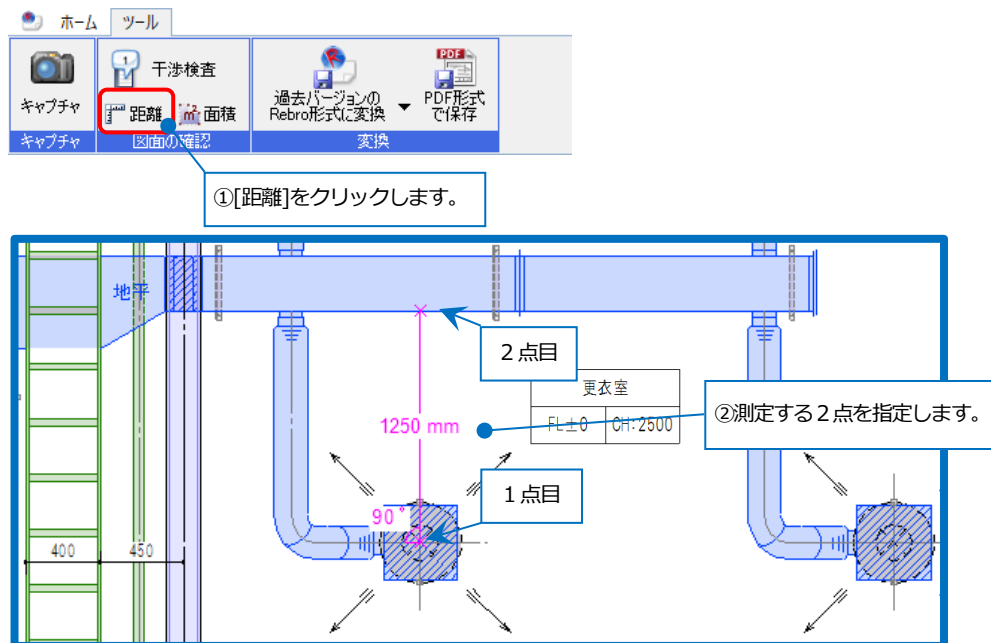 ホーム ツール
キャプチャ
干渉検査
距離 面積
過去バージョンの
Rebro形式に変換
PDF
PDF形式
で保存
キャプチャ 図面の確認 変換
①[距離]をクリックします。
地平
2点目
更衣室
FL±0 CH:2500
②測定する2点を指定します。
1250 mm
1点目
90°
400 450